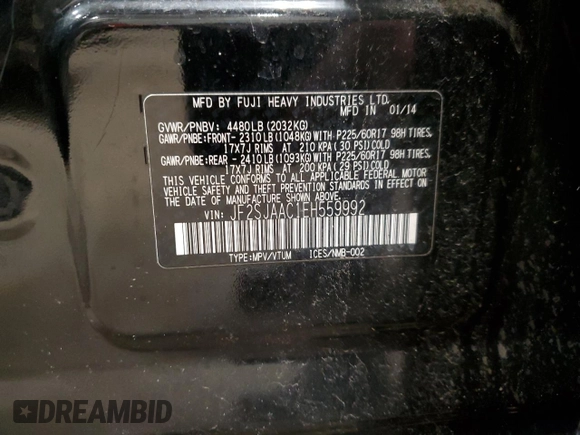 MFD BY FUJI HEAVY INDUSTRIES LTD.
MFD IN 01/14
GVWR/PNBV: 4480LB(2032KG)
GAWR/PNBE:FRONT-2310LB(1048KG)WITH P225/60R17 98H TIRES,
17X7J RIMS AT 210 KPA(30 PSI)COLD
GAWR/PNBE:REAR -2410LB(1093KG)WITH P225/60R17 98H TIRES,
17X7J RIMS AT 200 KPA(29 PSI)COLD
THIS VEHICLE CONFORMS TO ALL APPLICABLE FEDERAL MOTOR
VEHICLE SAFETY AND THEFT PREVENTION STANDARDS IN EFFECT ON
THE DATE OF MANUFACTURE SHOWN ABOVE.
VIN: JF2SJAAC1EH559992
TYPE:MPV/VTUM ICES/NMB-002
DREAMBID